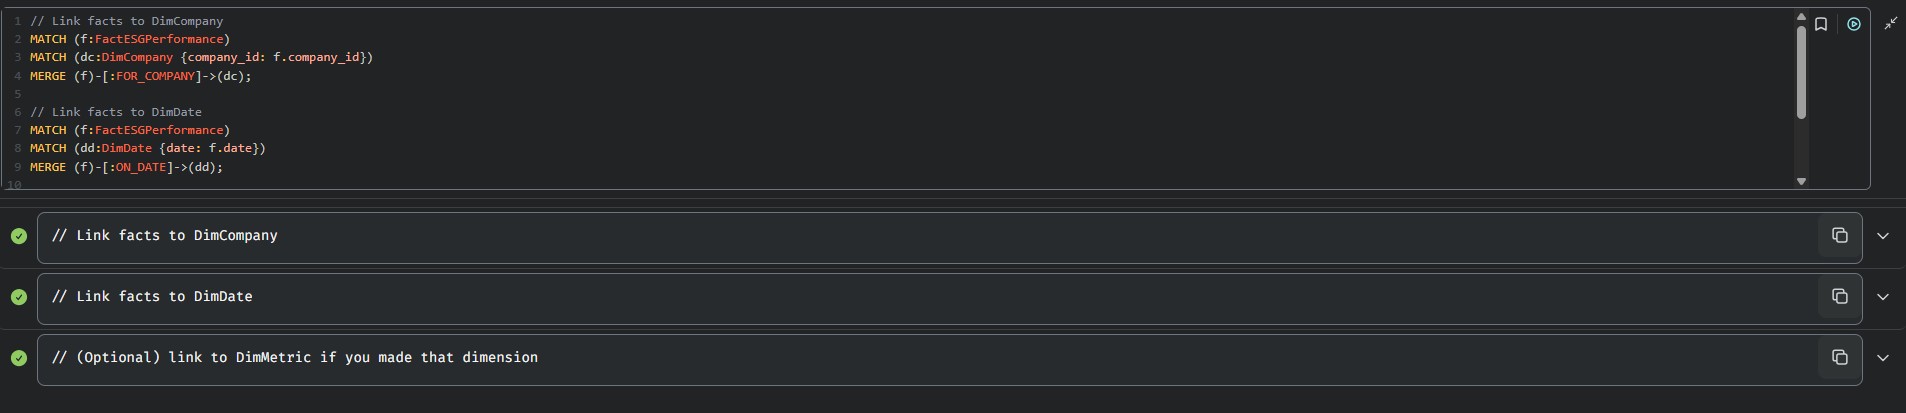 1 // Link facts to DimCompany
2 MATCH (f:FactESGPerformance)
3 MATCH (dc:DimCompany {company_id: f.company_id})
4 MERGE (f)-[:FOR_COMPANY]->(dc);
5
6 // Link facts to DimDate
7 MATCH (f:FactESGPerformance)
8 MATCH (dd:DimDate {date: f.date})
9 MERGE (f)-[:ON_DATE]->(dd);
10
// Link facts to DimCompany
// Link facts to DimDate
// (Optional) link to DimMetric if you made that dimension